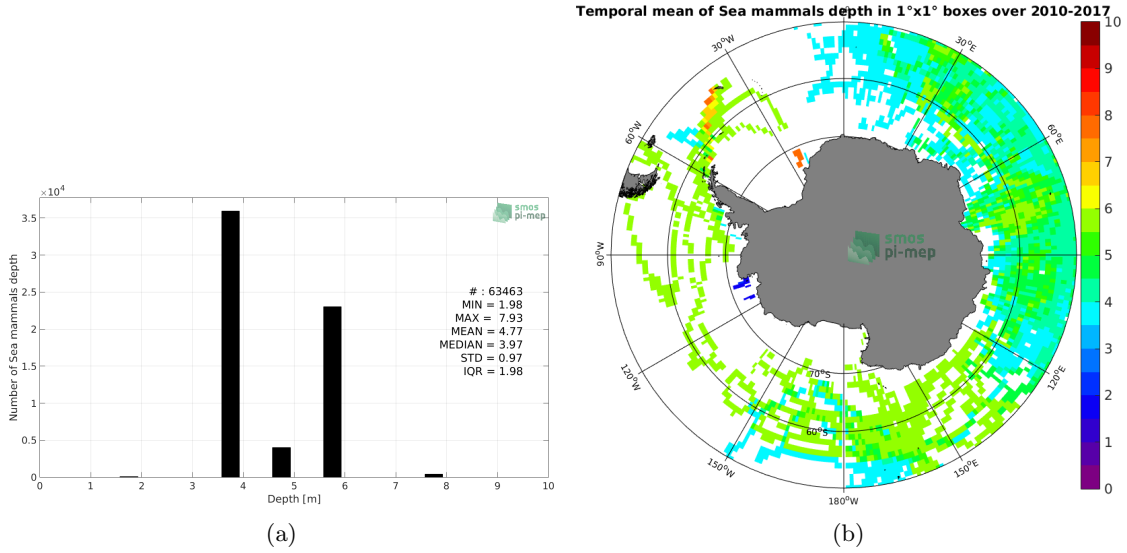 ×10⁴
3.5
3
2.5
2
1.5
1
0.5
0
0 1 2 3 4 5 6 7 8 9 10
Depth [m]
Number of Sea mammals depth
smos
pi-mep
# : 63463
MIN = 1.98
MAX = 7.93
MEAN = 4.77
MEDIAN = 3.97
STD = 0.97
IQR = 1.98
(a)
Temporal mean of Sea mammals depth in 1°x1° boxes over 2010-2017
0°
30°E
60°E
120°E
150°E
180°W
150°W
120°W
90°W
60°W
30°W
70°S
60°S
smos
pi-mep
10
9
8
7
6
5
4
3
2
1
0
(b)